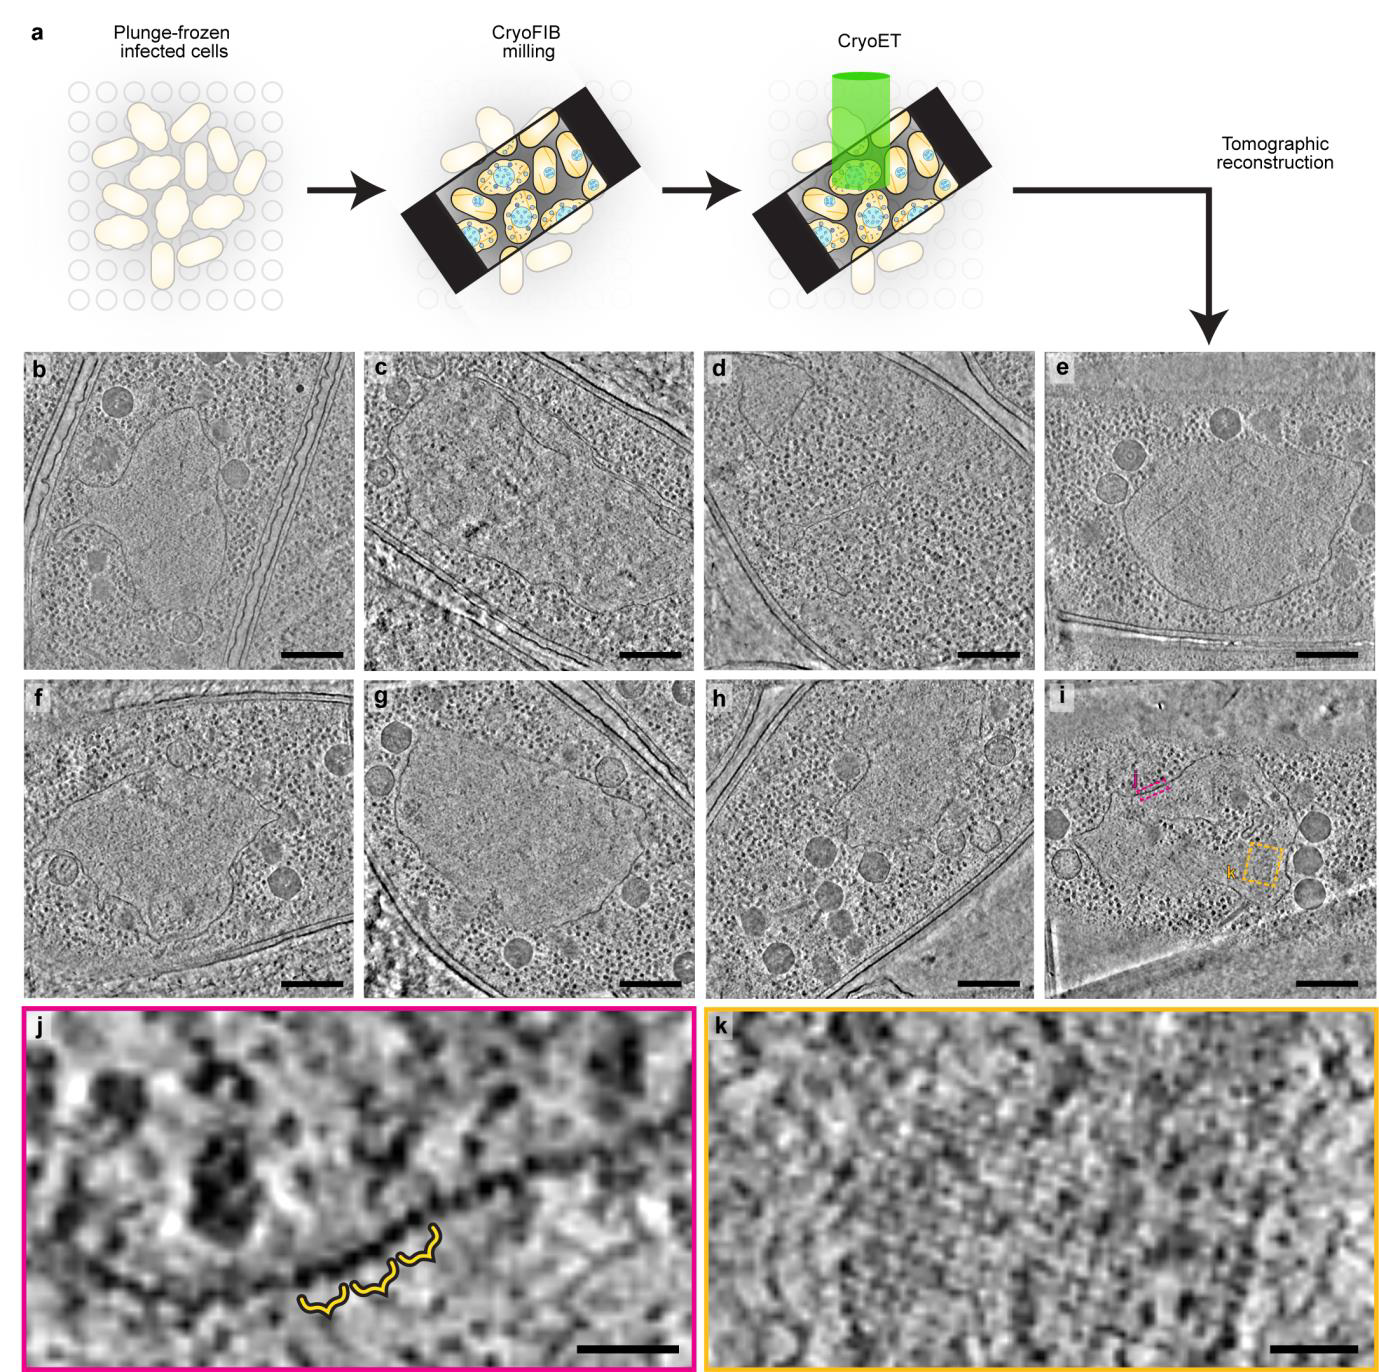 a
Plunge-frozen
infected cells
CryoFIB
milling
CryoET
Tomographic
reconstruction
b
c
d
e
f
g
h
i
j
k
j
k